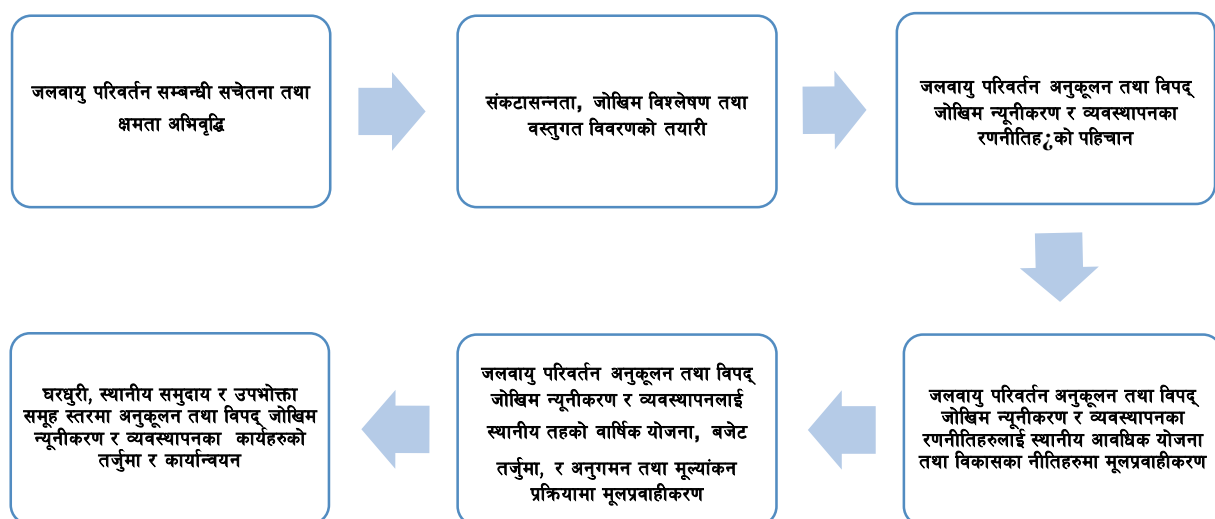 जलवायु परिवर्तन सम्बन्धी सचेतना तथा
क्षमता अभिवृद्धि
संकटासन्नता, जोखिम विश्लेषण तथा
वस्तुगत विवरणको तयारी
जलवायु परिवर्तन अनुकूलन तथा विपद्
जोखिम न्यूनीकरण र व्यवस्थापनका
रणनीतिह¿को पहिचान
जलवायु परिवर्तन अनुकूलन तथा विपद्
जोखिम न्यूनीकरण र व्यवस्थापनका
रणनीतिहरुलाई स्थानीय आवधिक योजना
तथा विकासका नीतिहरुमा मूलप्रवाहीकरण
जलवायु परिवर्तन अनुकूलन तथा विपद्
जोखिम न्यूनीकरण र व्यवस्थापनलाई
स्थानीय तहको वार्षिक योजना, बजेट
तर्जुमा, र अनुगमन तथा मूल्यांकन
प्रक्रियामा मूलप्रवाहीकरण
घरधुरी, स्थानीय समुदाय र उपभोक्ता
समूह स्तरमा अनुकूलन तथा विपद् जोखिम
न्यूनीकरण र व्यवस्थापनका कार्यहरुको
तर्जुमा र कार्यान्वयन